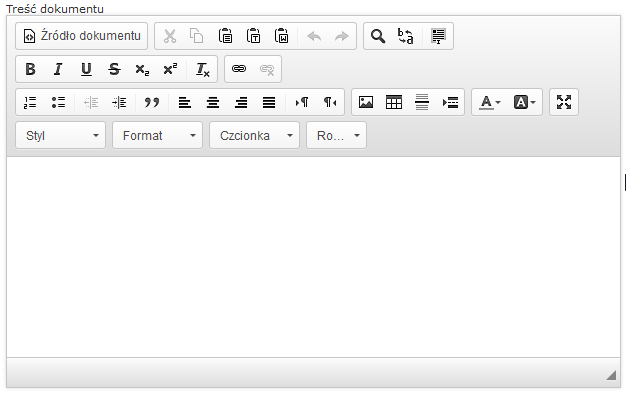 Treść dokumentu
Źródło dokumentu
Styl Format Czcionka Ro...